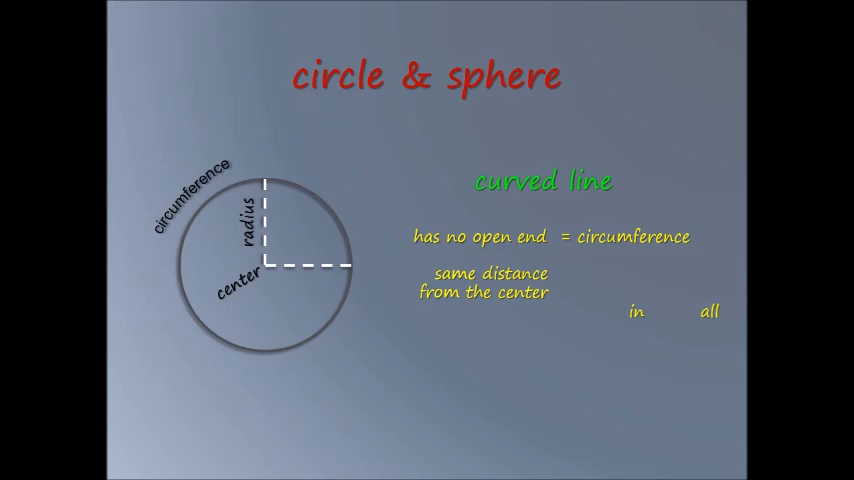 circle & sphere
circumference
radius
center
curved line
has no open end = circumference
same distance
from the center
in all